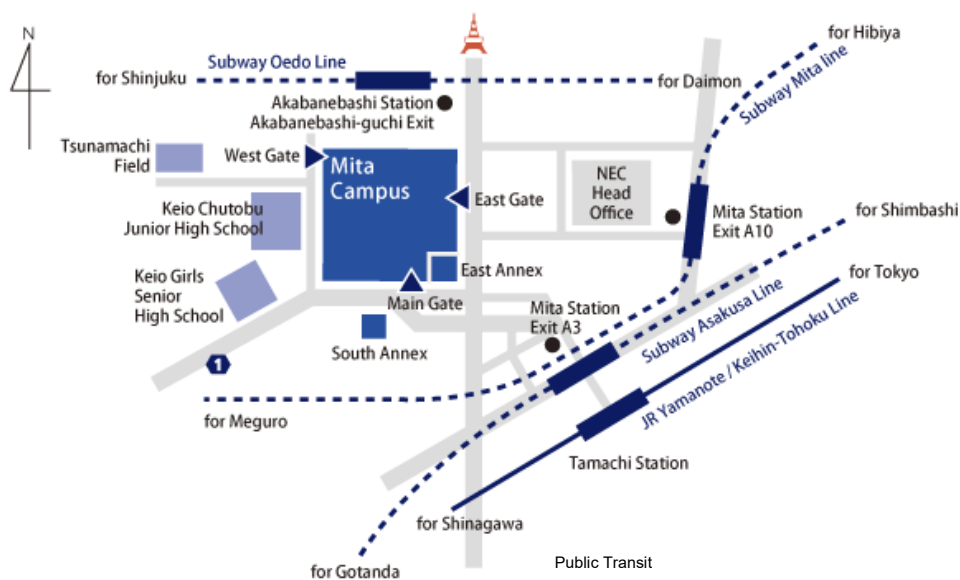 N
for Hibiya
Subway Oedo Line
Subway Mita line
for Shinjuku
for Daimon
Akabanebashi Station
Akabanebashi-guchi Exit
Tsunamachi
Field
West Gate
Mita
Campus
NEC
Head
Office
East Gate
Keio Chutobu
Junior High School
Mita Station
Exit A10
for Shimbashi
East Annex
for Tokyo
Keio Girls
Senior
High School
Main Gate
Mita Station
Exit A3
Subway Asakusa Line
JR Yamanote / Keihin-Tohoku Line
South Annex
1
for Meguro
Tamachi Station
for Shinagawa
Public Transit
for Gotanda